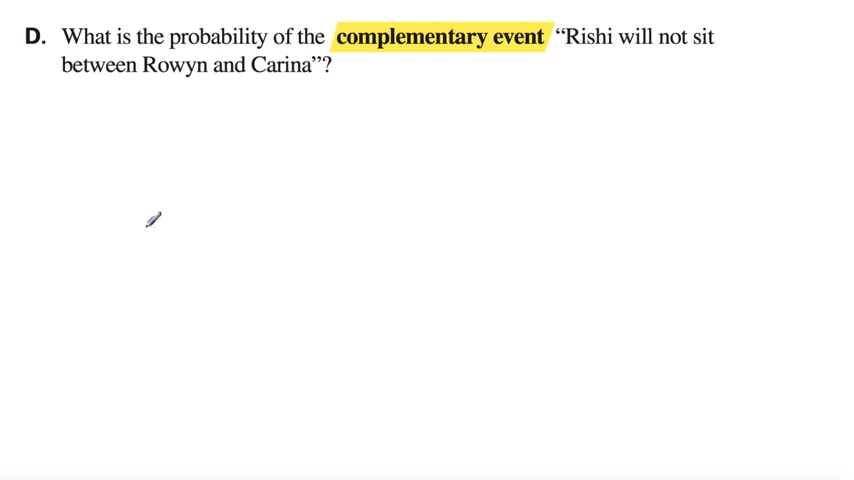 D. What is the probability of the complementary event “Rishi will not sit
between Rowyn and Carina”?